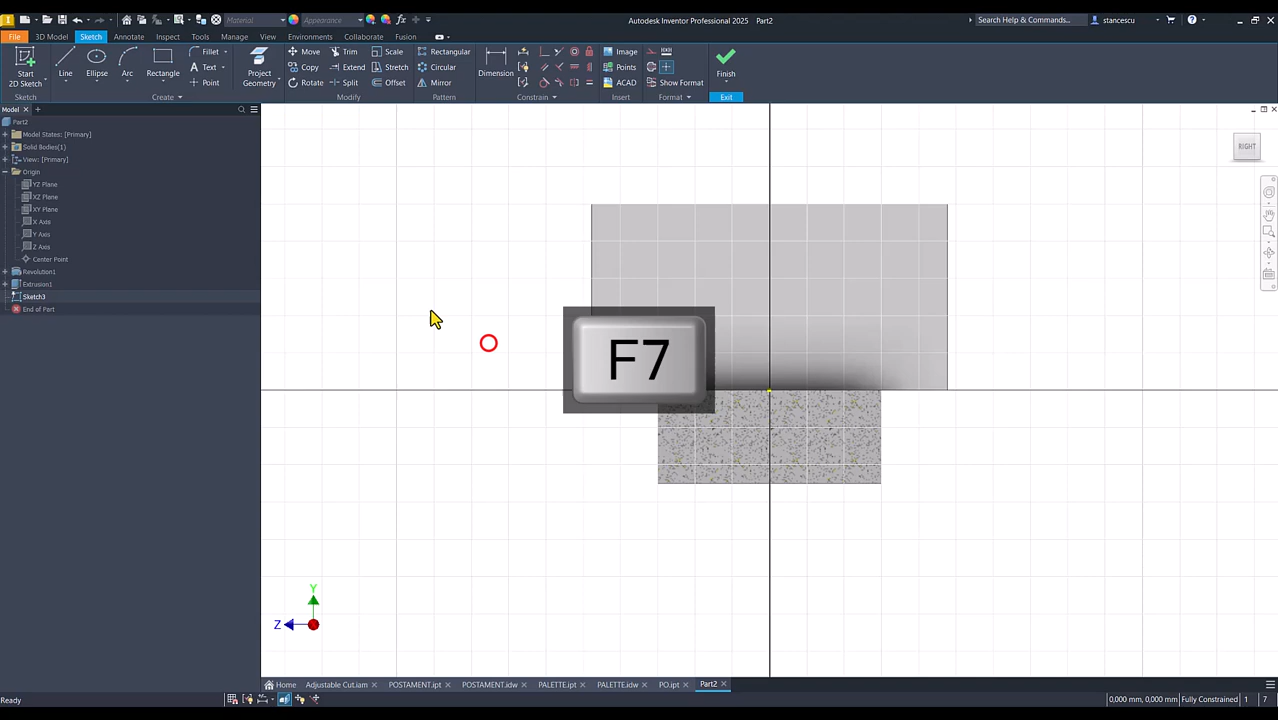 Material
Appearance
Autodesk Inventor Professional 2025   Part2
Search Help & Commands...
stancescu
File
3D Model
Sketch
Annotate
Inspect
Tools
Manage
View
Environments
Collaborate
Fusion
Start
2D Sketch
Line
Ellipse
Arc
Rectangle
Fillet
Text
Point
Project
Geometry
Move
Copy
Rotate
Trim
Extend
Split
Scale
Stretch
Offset
Rectangular
Circular
Mirror
Dimension
Image
Points
ACAD
Show Format
Finish
Sketch
Create
Modify
Pattern
Constrain
Insert
Format
Exit
Model
Part2
Model States: [Primary]
Solid Bodies(1)
View: [Primary]
Origin
YZ Plane
XZ Plane
XY Plane
X Axis
Y Axis
Z Axis
Center Point
Revolution1
Extrusion1
Sketch3
End of Part
RIGHT
F7
Y
Z
Home
Adjustable Cut.iam
POSTAMENT.ipt
POSTAMENT.idw
PALETTE.ipt
PALETTE.idw
PO.ipt
Part2
Ready
0,000 mm, 0,000 mm
Fully Constrained
1
7